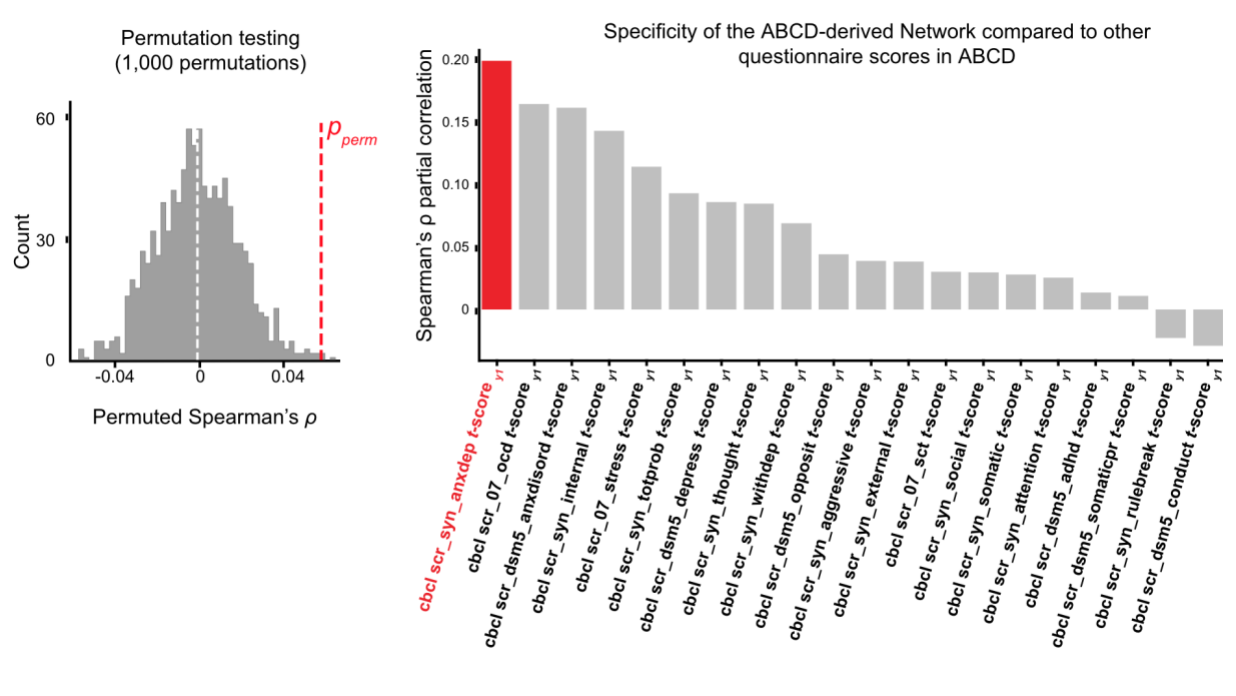 Permutation testing
(1,000 permutations)
60
30
0
Count
p perm
-0.04
0
0.04
Permuted Spearman's ρ
Specificity of the ABCD-derived Network compared to other
questionnaire scores in ABCD
Spearman's ρ partial correlation
0.20
0.15
0.10
0.05
0
cbcl scr_syn_anxdep t-score y1
cbcl scr_07_ocd t-score y1
cbcl scr_dsm5_anxdisord t-score y1
cbcl scr_syn_internal t-score y1
cbcl scr_07_stress t-score y1
cbcl scr_syn_totprob t-score y1
cbcl scr_dsm5_depress t-score y1
cbcl scr_syn_thought t-score y1
cbcl scr_syn_withdep t-score y1
cbcl scr_dsm5_opposit t-score y1
cbcl scr_syn_aggressive t-score y1
cbcl scr_syn_external t-score y1
cbcl scr_07_sct t-score y1
cbcl scr_syn_social t-score y1
cbcl scr_syn_somatic t-score y1
cbcl scr_syn_attention t-score y1
cbcl scr_dsm5_adhd t-score y1
cbcl scr_dsm5_somaticpr t-score y1
cbcl scr_syn_rulebreak t-score y1
cbcl scr_dsm5_conduct t-score y1